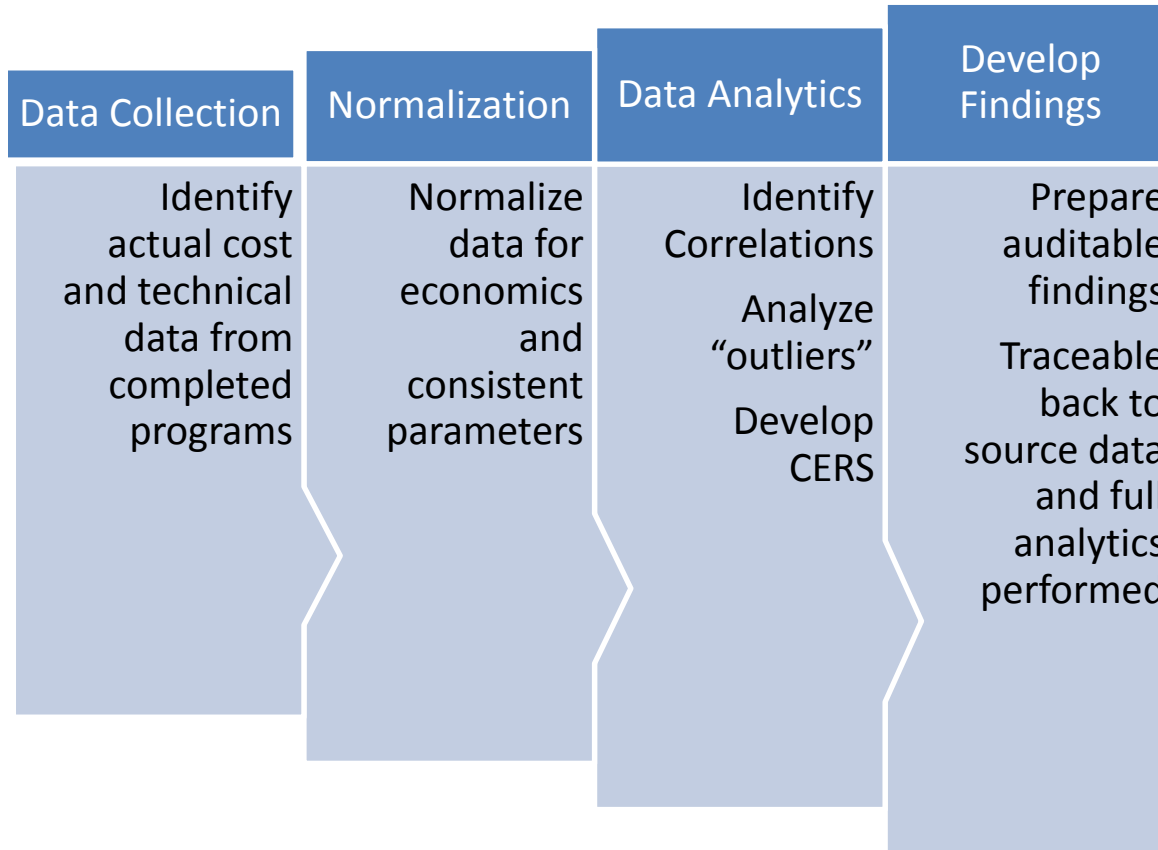 Data Collection
Identify
actual cost
and technical
data from
completed
programs
Normalization
Normalize
data for
economics
and
consistent
parameters
Data Analytics
Identify
Correlations
Analyze
“outliers”
Develop
CERS
Develop
Findings
Prepare
auditable
findings
Traceable
back to
source data
and full
analytics
performed